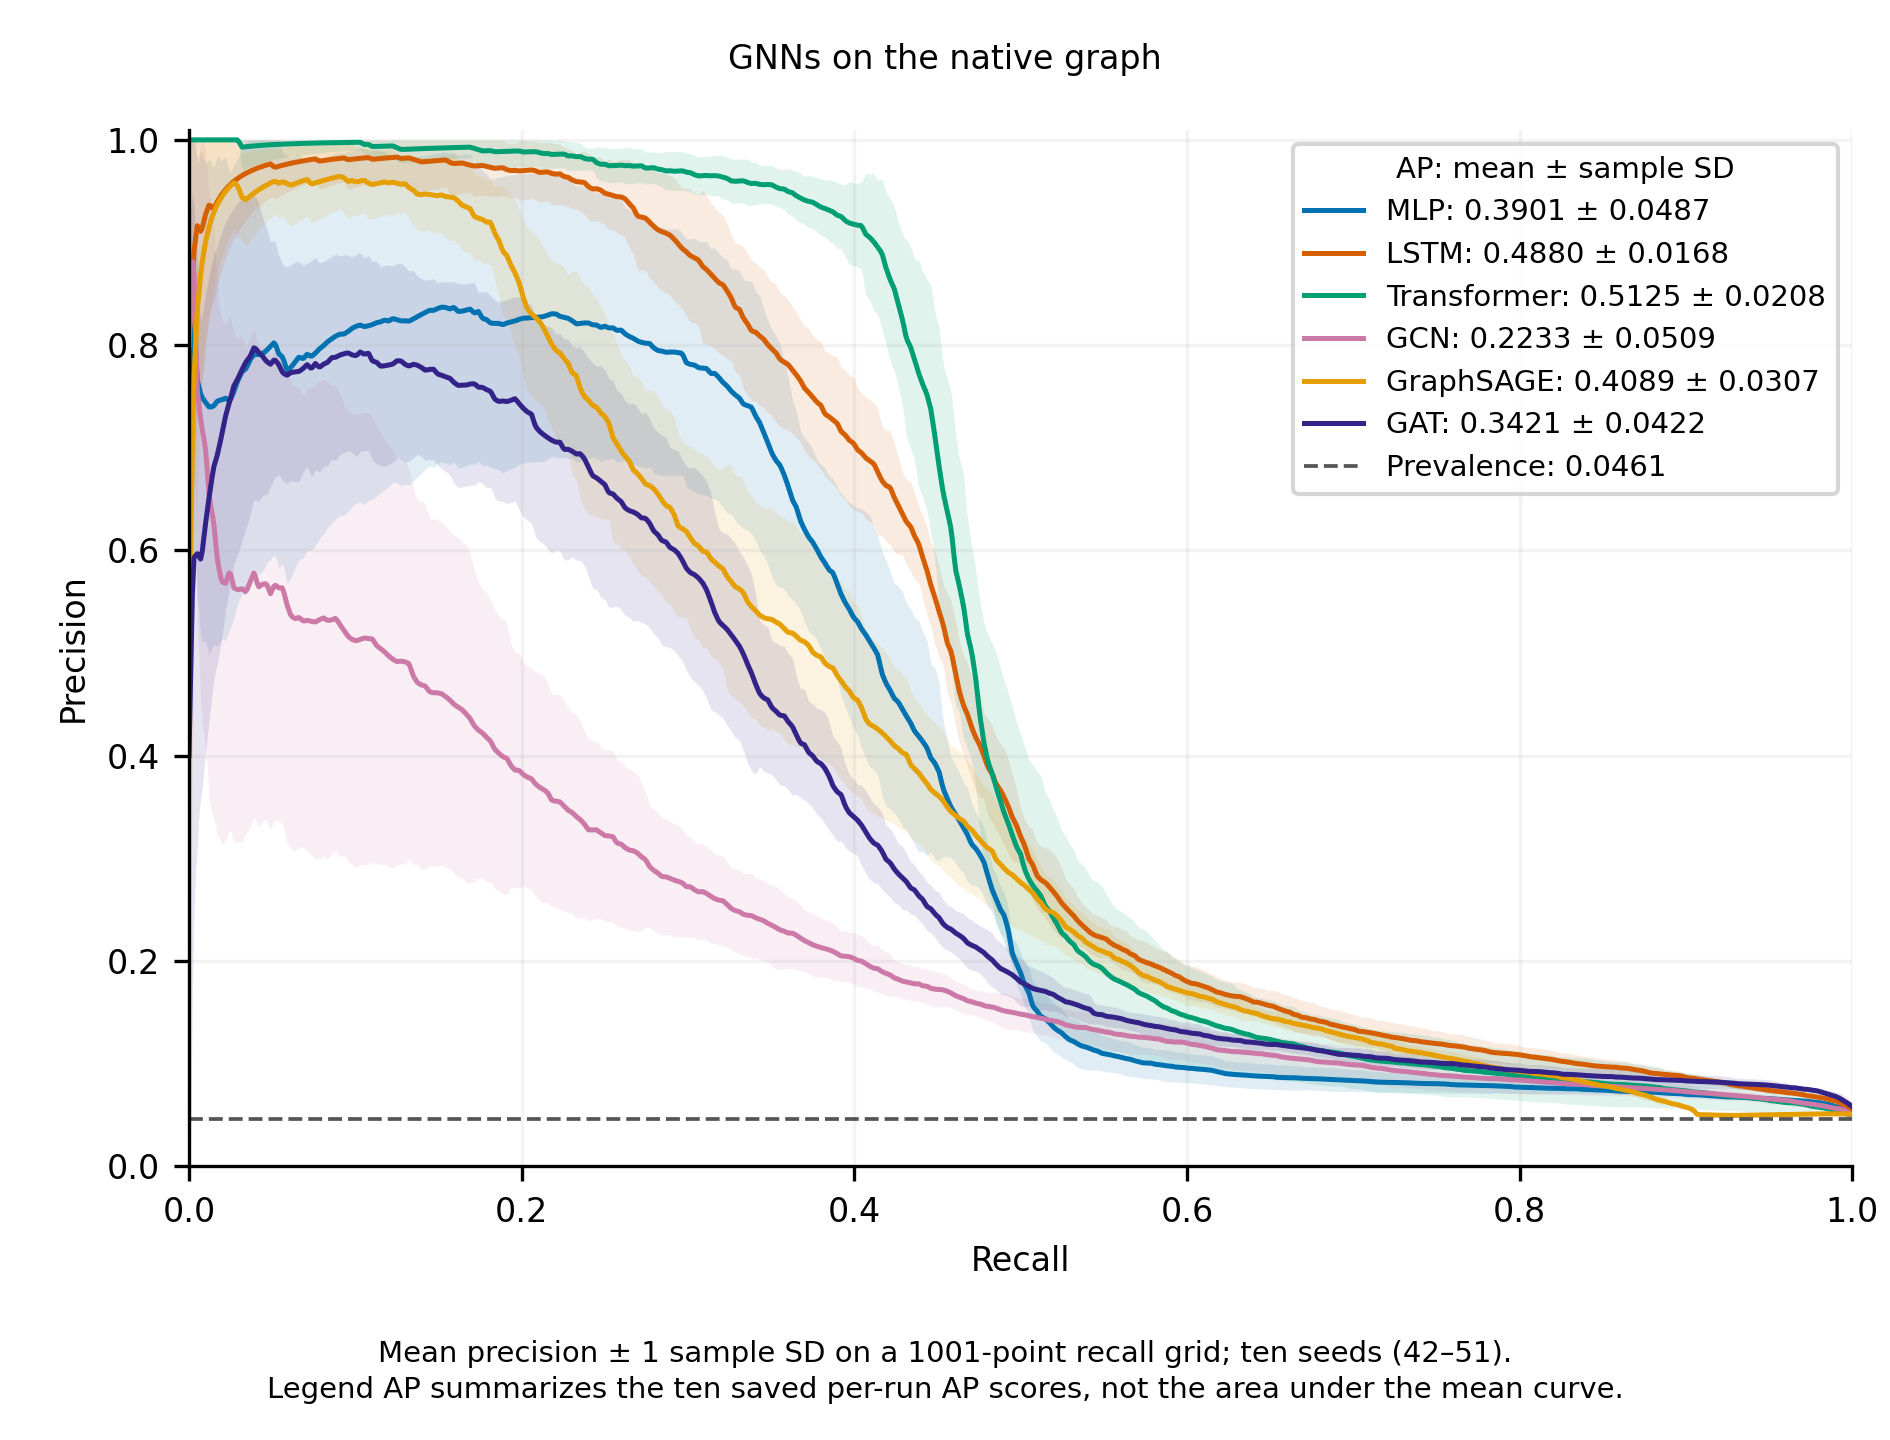 GNNs on the native graph
1.0
0.8
0.6
0.4
0.2
0.0
Precision
AP: mean ± sample SD
MLP: 0.3901 ± 0.0487
LSTM: 0.4880 ± 0.0168
Transformer: 0.5125 ± 0.0208
GCN: 0.2233 ± 0.0509
GraphSAGE: 0.4089 ± 0.0307
GAT: 0.3421 ± 0.0422
Prevalence: 0.0461
0.0 0.2 0.4 0.6 0.8 1.0
Recall
Mean precision ± 1 sample SD on a 1001-point recall grid; ten seeds (42–51).
Legend AP summarizes the ten saved per-run AP scores, not the area under the mean curve.